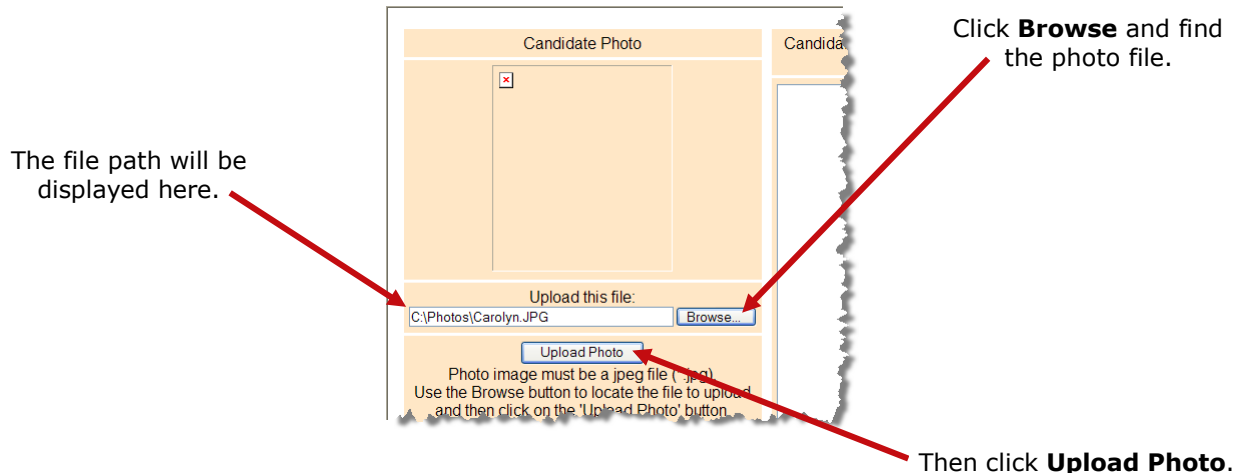 Click Browse and find
the photo file.
Candidate Photo
The file path will be
displayed here.
Upload this file:
C:\Photos\Carolyn.JPG
Browse...
Upload Photo
Photo image must be a jpeg file (*.jpg).
Use the Browse button to locate the file to upload
and then click on the 'Upload Photo' button
Then click Upload Photo.